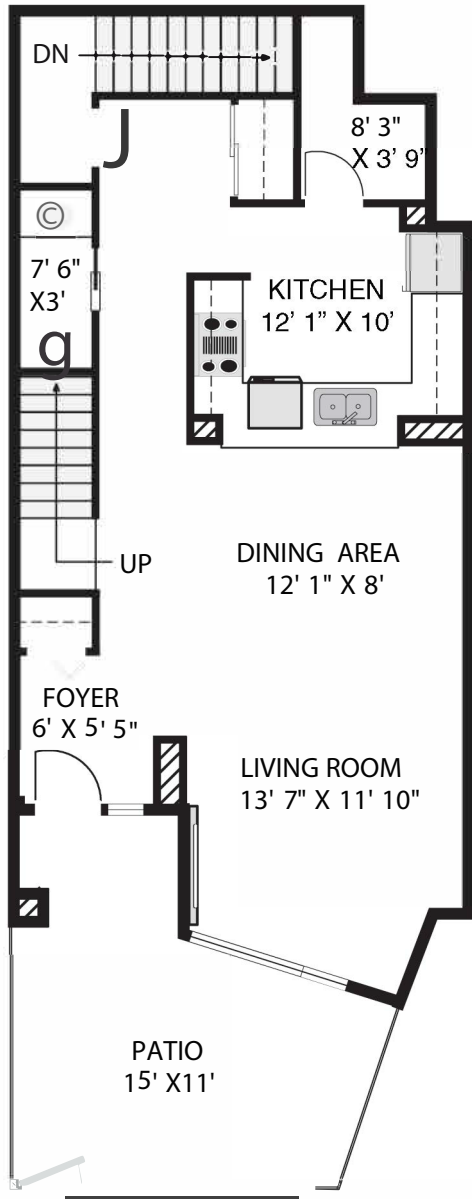 DN
J
8' 3"
X 3' 9"
©
7' 6"
X3'
g
KITCHEN
12' 1" X 10'
UP
DINING AREA
12' 1" X 8'
FOYER
6' X 5' 5"
LIVING ROOM
13' 7" X 11' 10"
PATIO
15' X11'